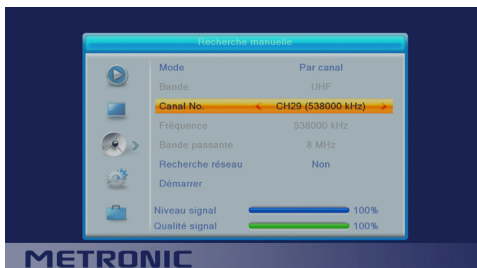 Recherche manuelle
Mode Par canal
Bande UHF
Canal No. < CH29 (538000 kHz) >
Fréquence 538000 kHz
Bande passante 8 MHz
Recherche réseau Non
Démarrer
Niveau signal 100%
Qualité signal 100%
METRONIC